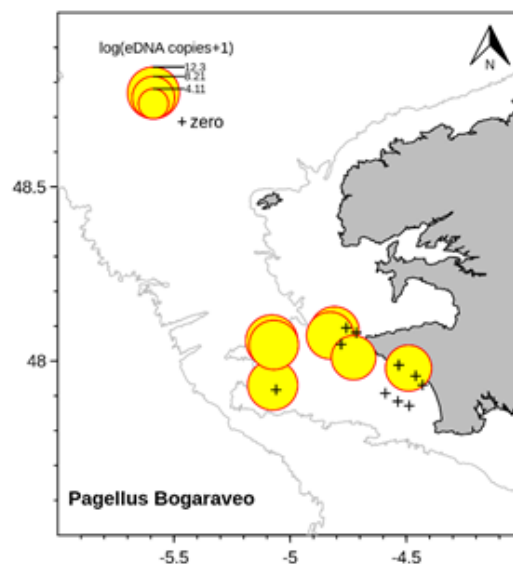 log(eDNA copies+1)
12.3
8.21
4.11
+ zero
N
48.5
48
Pagellus Bogaraveo
-5.5
-5
-4.5